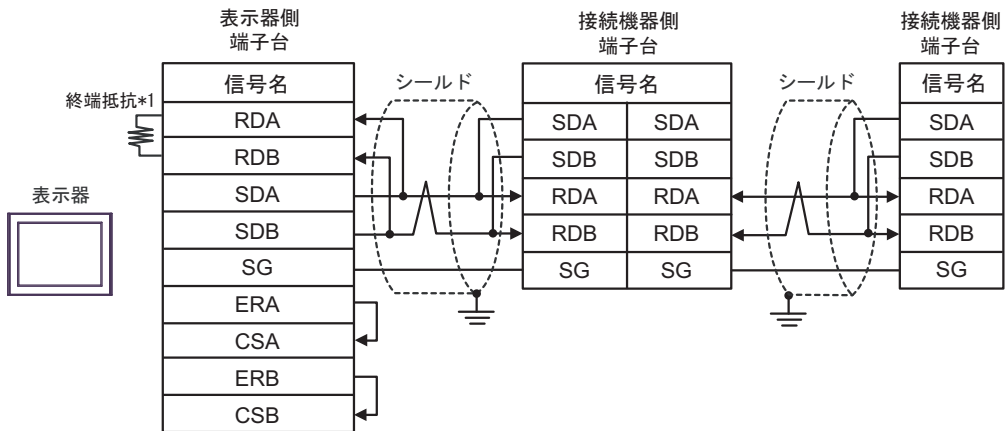 表示器側
端子台
接続機器側
端子台
接続機器側
端子台
終端抵抗*1
表示器
信号名
RDA
RDB
SDA
SDB
SG
ERA
CSA
ERB
CSB
シールド
信号名
SDA SDA
SDB SDB
RDA RDA
RDB RDB
SG SG
シールド
信号名
SDA
SDB
RDA
RDB
SG